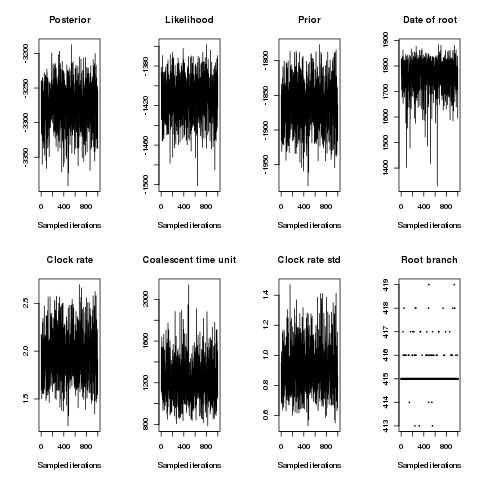 Posterior
Likelihood
Prior
Date of root
-3200
-3250
-3300
-3350
-1380
-1420
-1460
-1500
-1800
-1850
-1900
-1950
1900
1800
1700
1600
1500
1400
0 400 800
0 400 800
0 400 800
0 400 800
Sampled iterations
Sampled iterations
Sampled iterations
Sampled iterations
Clock rate
Coalescent time unit
Clock rate std
Root branch
2.5
2.0
1.5
2000
1600
1200
800
1.4
1.2
1.0
0.8
0.6
419
418
417
416
415
414
413
0 400 800
0 400 800
0 400 800
0 400 800
Sampled iterations
Sampled iterations
Sampled iterations
Sampled iterations